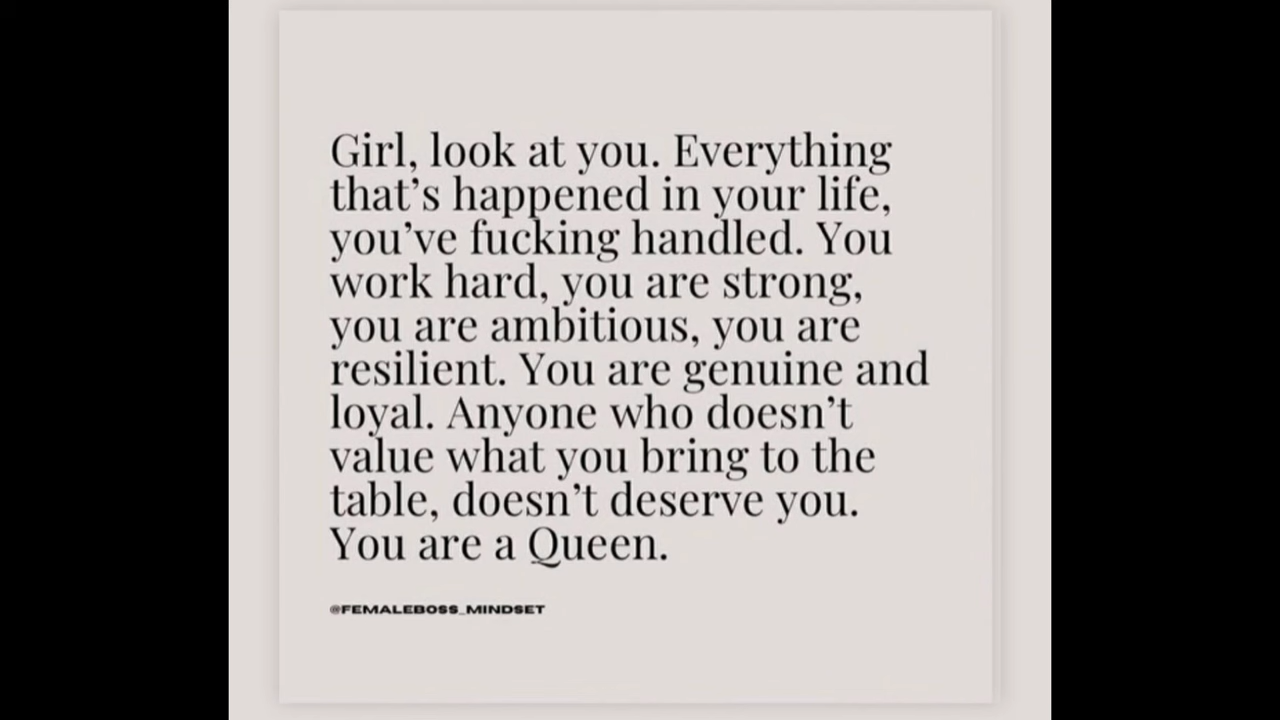 Girl, look at you. Everything
that’s happened in your life,
you’ve fucking handled. You
work hard, you are strong,
you are ambitious, you are
resilient. You are genuine and
loyal. Anyone who doesn’t
value what you bring to the
table, doesn’t deserve you.
You are a Queen.
@FEMALEBOSS_MINDSET